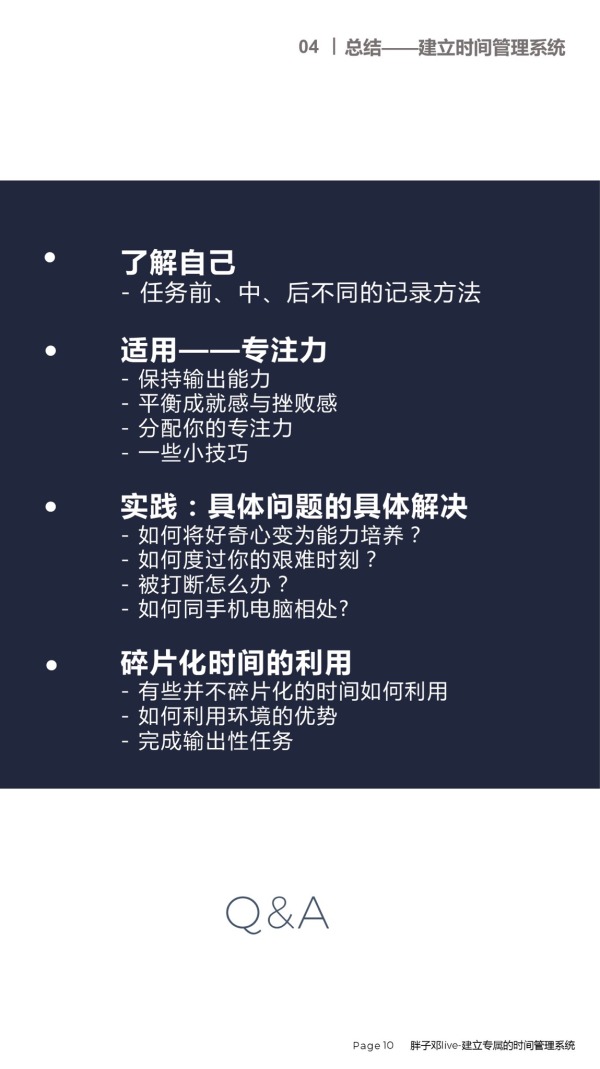 04 | 总结——建立时间管理系统
了解自己
- 任务前、中、后不同的记录方法
适用——专注力
- 保持输出能力
- 平衡成就感与挫败感
- 分配你的专注力
- 一些小技巧
实践：具体问题的具体解决
- 如何将好奇心变为能力培养？
- 如何度过你的艰难时刻？
- 被打断怎么办？
- 如何同手机电脑相处?
碎片化时间的利用
- 有些并不碎片化的时间如何利用
- 如何利用环境的优势
- 完成输出性任务
Q&A
Page 10 胖子邓live-建立专属的时间管理系统